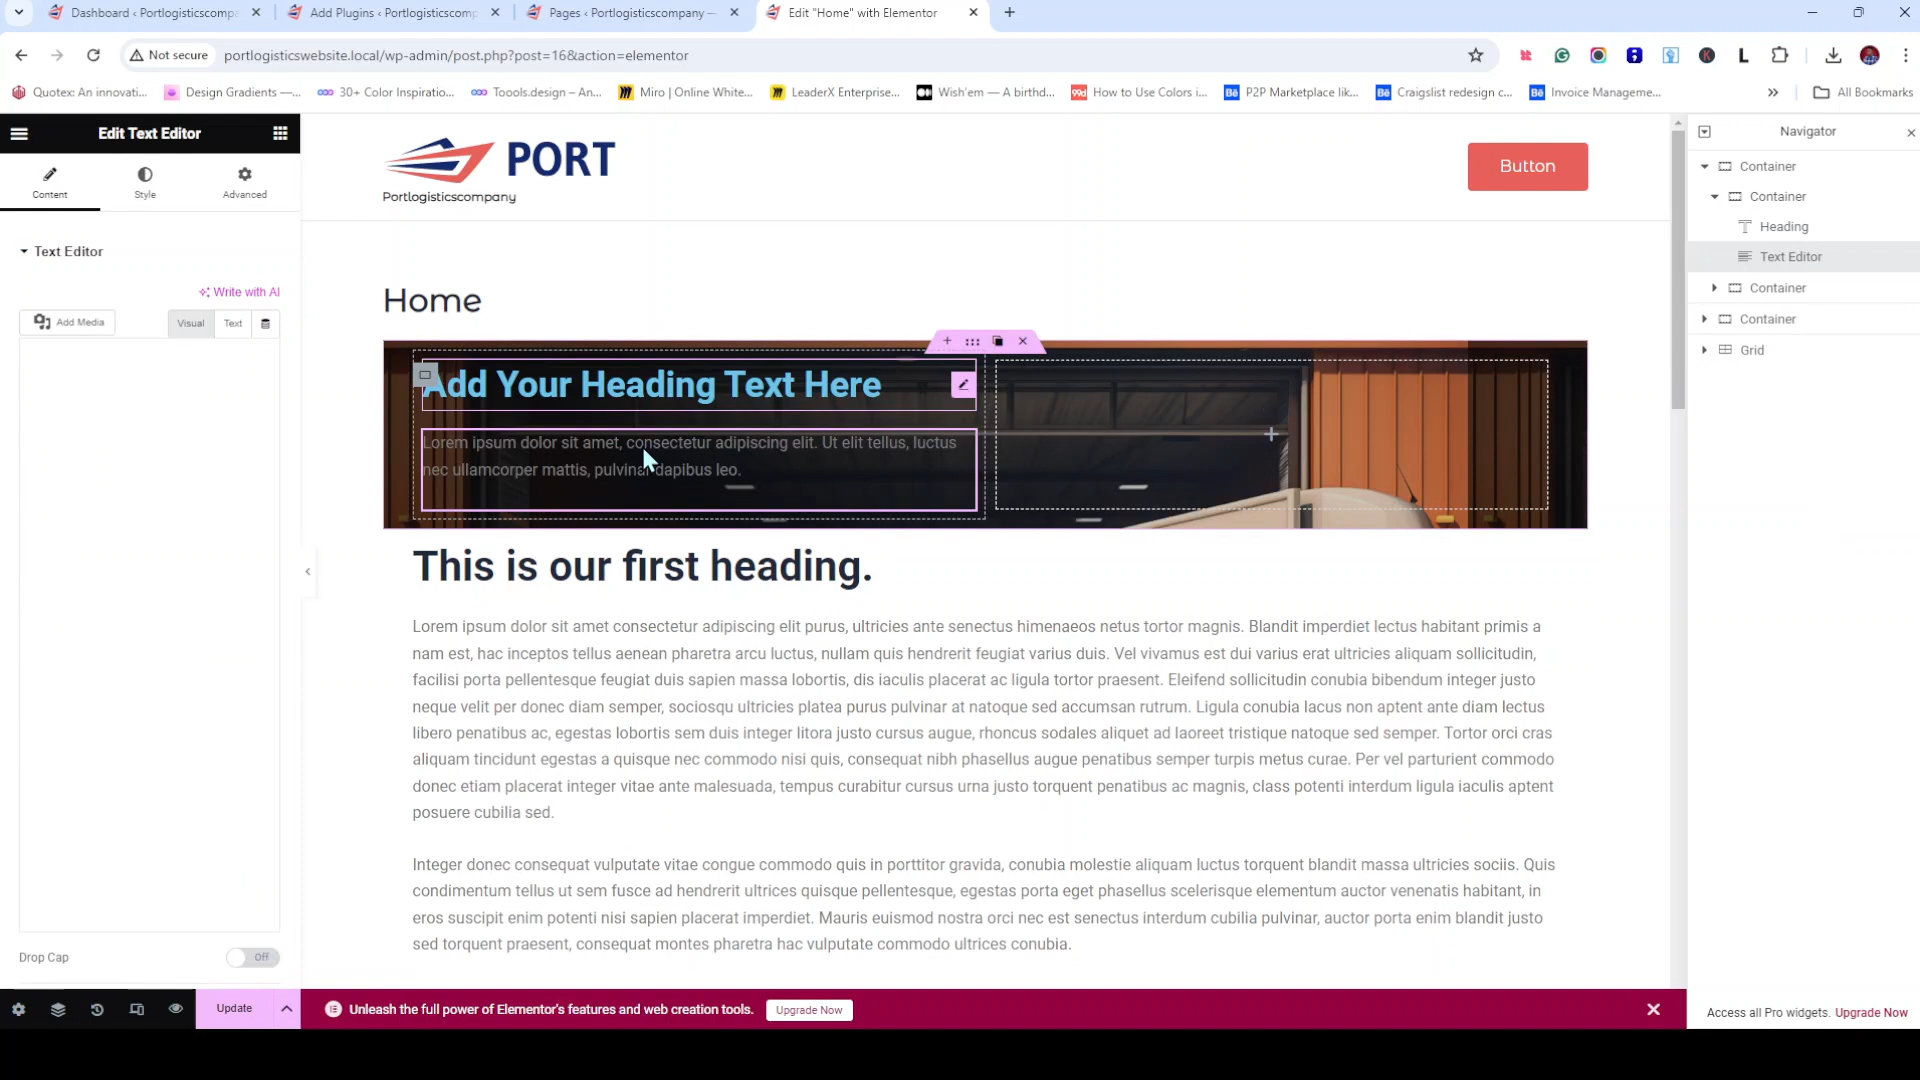 Dashboard ‹ Portlogisticscompa
Add Plugins ‹ Portlogisticscomp
Pages ‹ Portlogisticscompany —
Edit "Home" with Elementor
Not secure
portlogisticswebsite.local/wp-admin/post.php?post=16&action=elementor
Quotex: An innovati...
Design Gradients —...
30+ Color Inspiratio...
Toools.design – An...
Miro | Online White...
LeaderX Enterprise...
Wish'em — A birthd...
How to Use Colors i...
P2P Marketplace lik...
Craigslist redesign c...
Invoice Manageme...
All Bookmarks
Edit Text Editor
Content
Style
Advanced
Text Editor
Write with AI
Add Media
Visual
Text
Drop Cap
Off
Update
PORT
Portlogisticscompany
Button
Home
Add Your Heading Text Here
Lorem ipsum dolor sit amet, consectetur adipiscing elit. Ut elit tellus, luctus
nec ullamcorper mattis, pulvinar dapibus leo.
This is our first heading.
Lorem ipsum dolor sit amet consectetur adipiscing elit purus, ultricies ante senectus himenaeos netus tortor magnis. Blandit imperdiet lectus habitant primis a
nam est, hac inceptos tellus aenean pharetra arcu luctus, nullam quis hendrerit feugiat varius duis. Vel vivamus est dui varius erat ultricies aliquam sollicitudin,
facilisi porta pellentesque feugiat duis sapien massa lobortis, dis iaculis placerat ac ligula tortor praesent. Eleifend sollicitudin conubia bibendum integer justo
neque velit per donec diam semper, sociosqu ultricies platea purus pulvinar at natoque sed accumsan rutrum. Ligula conubia lacus non aptent ante diam lectus
libero penatibus ac, egestas lobortis sem duis integer litora justo cursus augue, rhoncus sodales aliquet ad laoreet tristique natoque sed semper. Tortor orci cras
aliquam tincidunt egestas a quisque nec commodo nisi quis, consequat nibh phasellus augue penatibus semper turpis metus curae. Per vel parturient commodo
donec etiam placerat integer vitae ante malesuada, tempus curabitur cursus urna justo torquent penatibus ac magnis, class potenti interdum ligula iaculis aptent
posuere cubilia sed.
Integer donec consequat vulputate vitae congue commodo quis in porttitor gravida, conubia molestie aliquam luctus torquent blandit massa ultricies sociis. Quis
condimentum tellus ut sem fusce ad hendrerit ultrices quisque pellentesque, egestas porta eget phasellus scelerisque elementum auctor venenatis habitant, in
eros suscipit enim potenti nisi sapien placerat imperdiet. Mauris euismod nostra orci nec est senectus interdum cubilia pulvinar, auctor porta enim blandit justo
sed torquent praesent, consequat montes pharetra hac vulputate commodo ultrices conubia.
Unleash the full power of Elementor's features and web creation tools.
Upgrade Now
Navigator
Container
Container
Heading
Text Editor
Container
Container
Grid
Access all Pro widgets. Upgrade Now